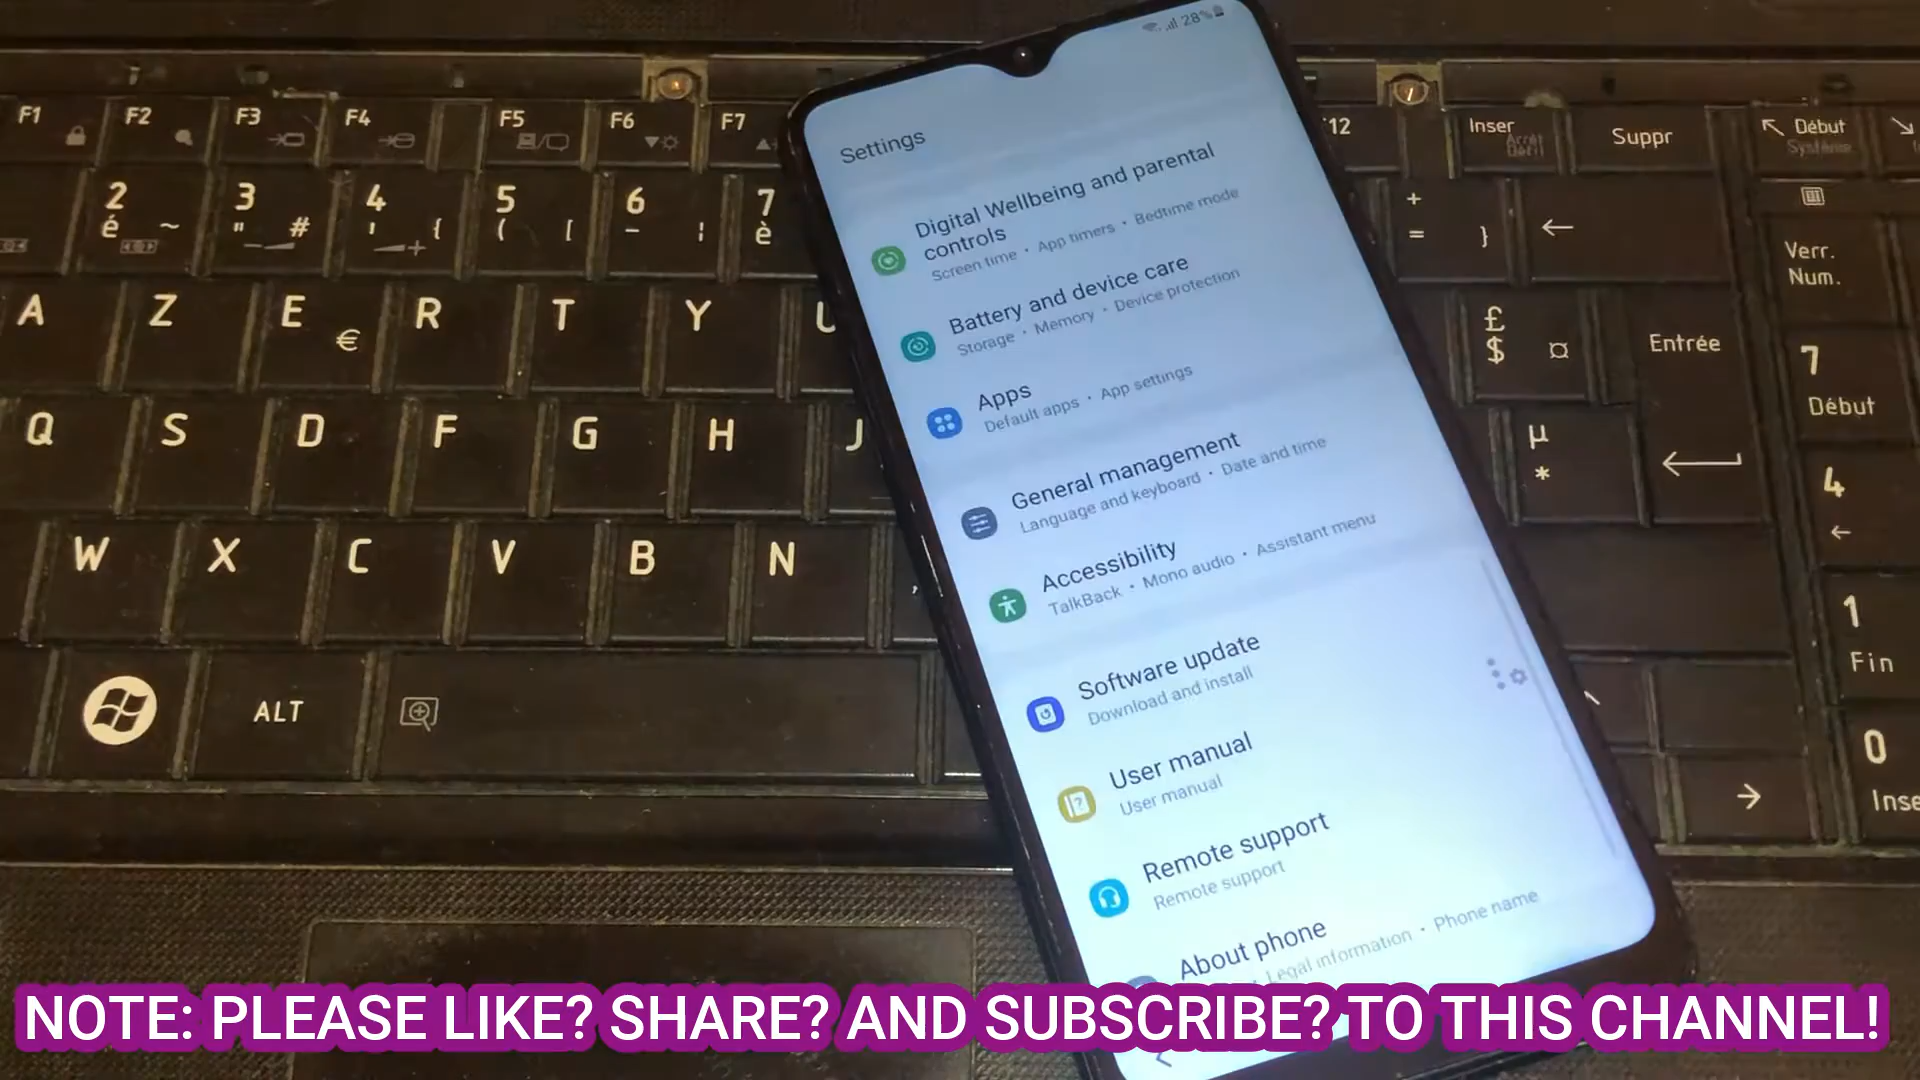 28%
Settings
Digital Wellbeing and parental
controls
Screen time • App timers • Bedtime mode
Battery and device care
Storage • Memory • Device protection
Apps
Default apps • App settings
General management
Language and keyboard • Date and time
Accessibility
TalkBack • Mono audio • Assistant menu
Software update
Download and install
User manual
User manual
Remote support
Remote support
About phone
Legal information • Phone name
F1 F2 F3 F4 F5 F6 F7 12
Inser
Arrêt
Défil
Suppr
Début
Système
2 é ~
3 " #
4 ' {
5 ( [
6 - ¦
7 è
+ = }
Verr.
Num.
A Z E € R T Y U
£ $ ¤
Entrée
7
Début
Q S D F G H J
µ *
4
W X C V B N ,
1
Fin
ALT
0
Inse
NOTE: PLEASE LIKE? SHARE? AND SUBSCRIBE? TO THIS CHANNEL!